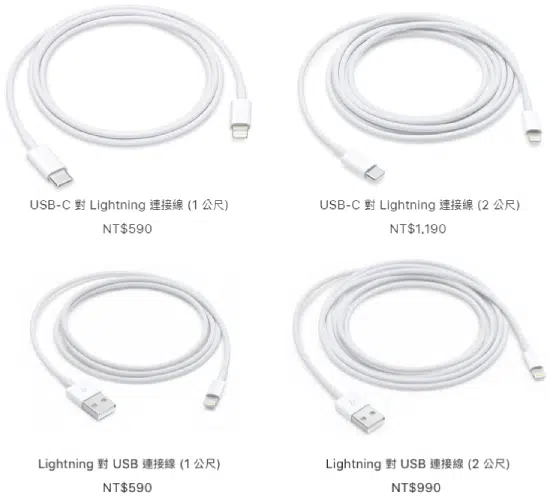 USB-C 對 Lightning 連接線 (1 公尺)
NT$590
USB-C 對 Lightning 連接線 (2 公尺)
NT$1,190
Lightning 對 USB 連接線 (1 公尺)
NT$590
Lightning 對 USB 連接線 (2 公尺)
NT$990